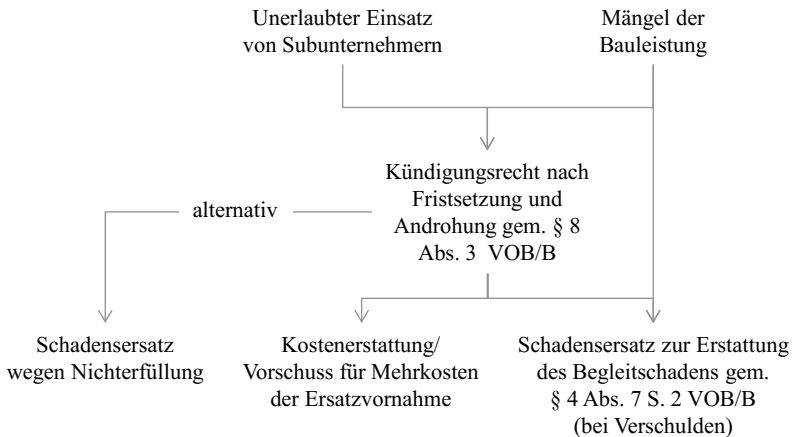 Unerlaubter Einsatz
von Subunternehmern
Mängel der
Bauleistung
Kündigungsrecht nach
Fristsetzung und
Androhung gem. § 8
Abs. 3 VOB/B
alternativ
Schadensersatz
wegen Nichterfüllung
Kostenerstattung/
Vorschuss für Mehrkosten
der Ersatzvornahme
Schadensersatz zur Erstattung
des Begleitschadens gem.
§ 4 Abs. 7 S. 2 VOB/B
(bei Verschulden)